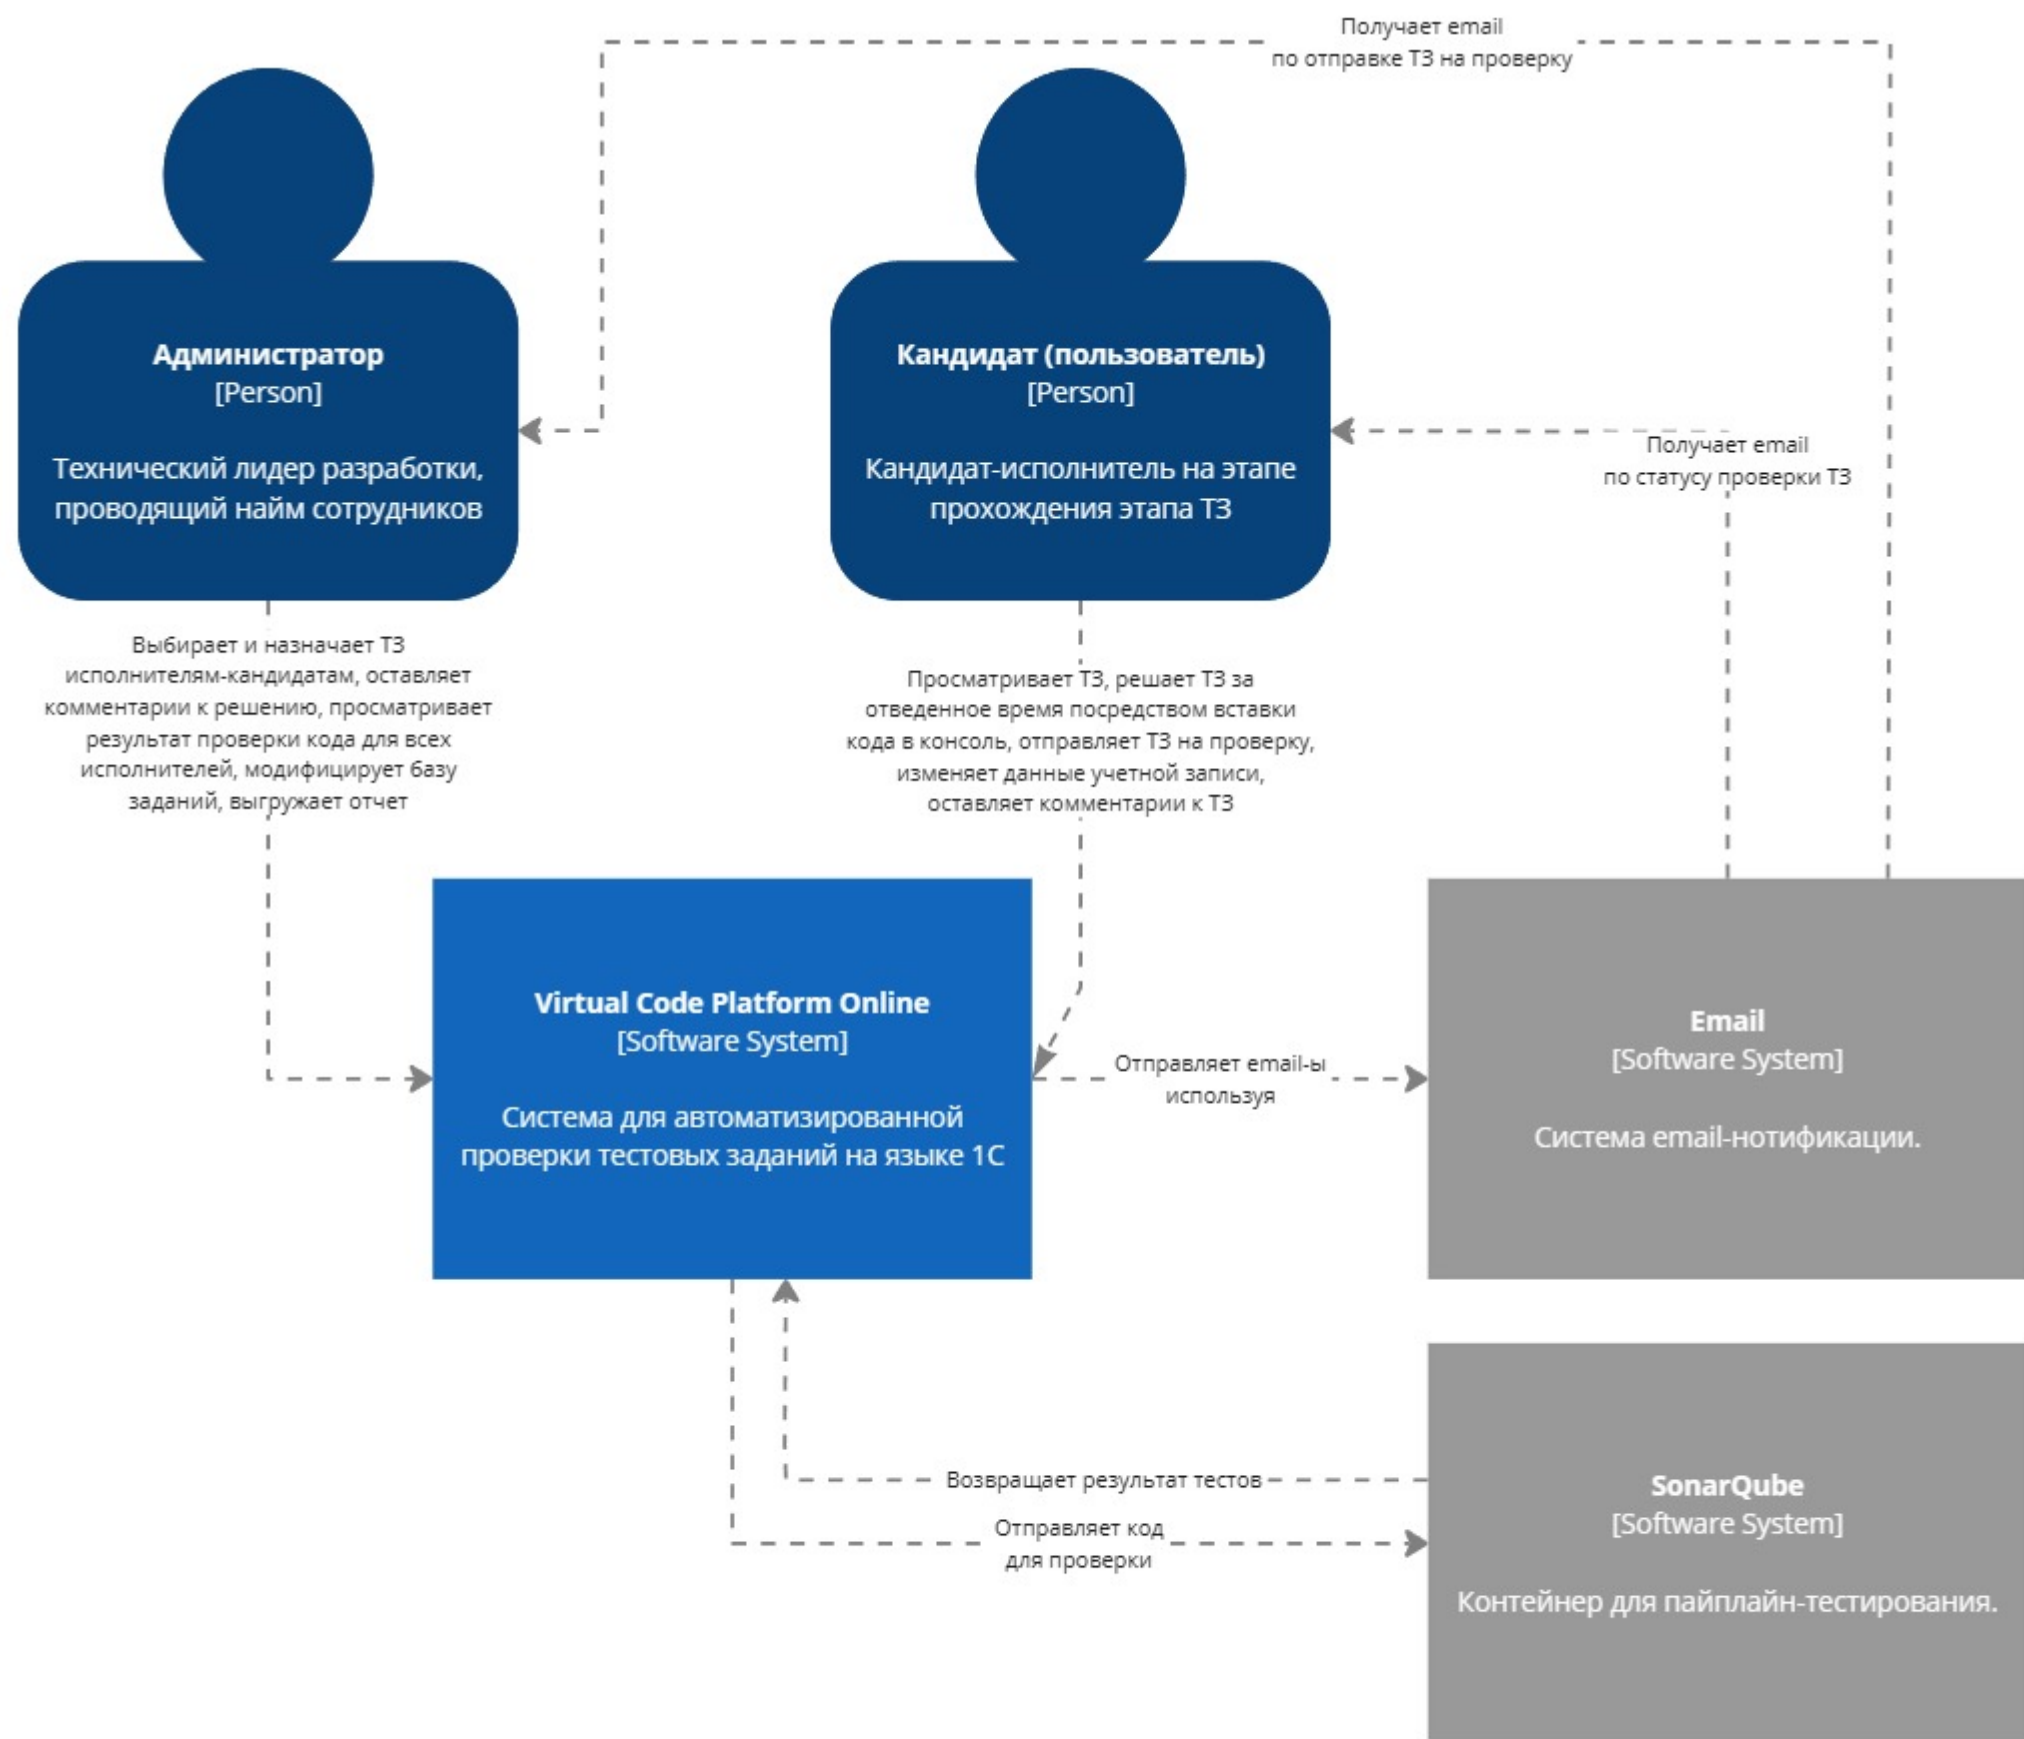 Получает email
по отправке ТЗ на проверку
Администратор
[Person]
Технический лидер разработки,
проводящий найм сотрудников
Кандидат (пользователь)
[Person]
Кандидат-исполнитель на этапе
прохождения этапа ТЗ
Получает email
по статусу проверки ТЗ
Выбирает и назначает ТЗ
исполнителям-кандидатам, оставляет
комментарии к решению, просматривает
результат проверки кода для всех
исполнителей, модифицирует базу
заданий, выгружает отчет
Просматривает ТЗ, решает ТЗ за
отведенное время посредством вставки
кода в консоль, отправляет ТЗ на проверку,
изменяет данные учетной записи,
оставляет комментарии к ТЗ
Virtual Code Platform Online
[Software System]
Система для автоматизированной
проверки тестовых заданий на языке 1С
Отправляет email-ы
используя
Email
[Software System]
Система email-нотификации.
Возвращает результат тестов
Отправляет код
для проверки
SonarQube
[Software System]
Контейнер для пайплайн-тестирования.